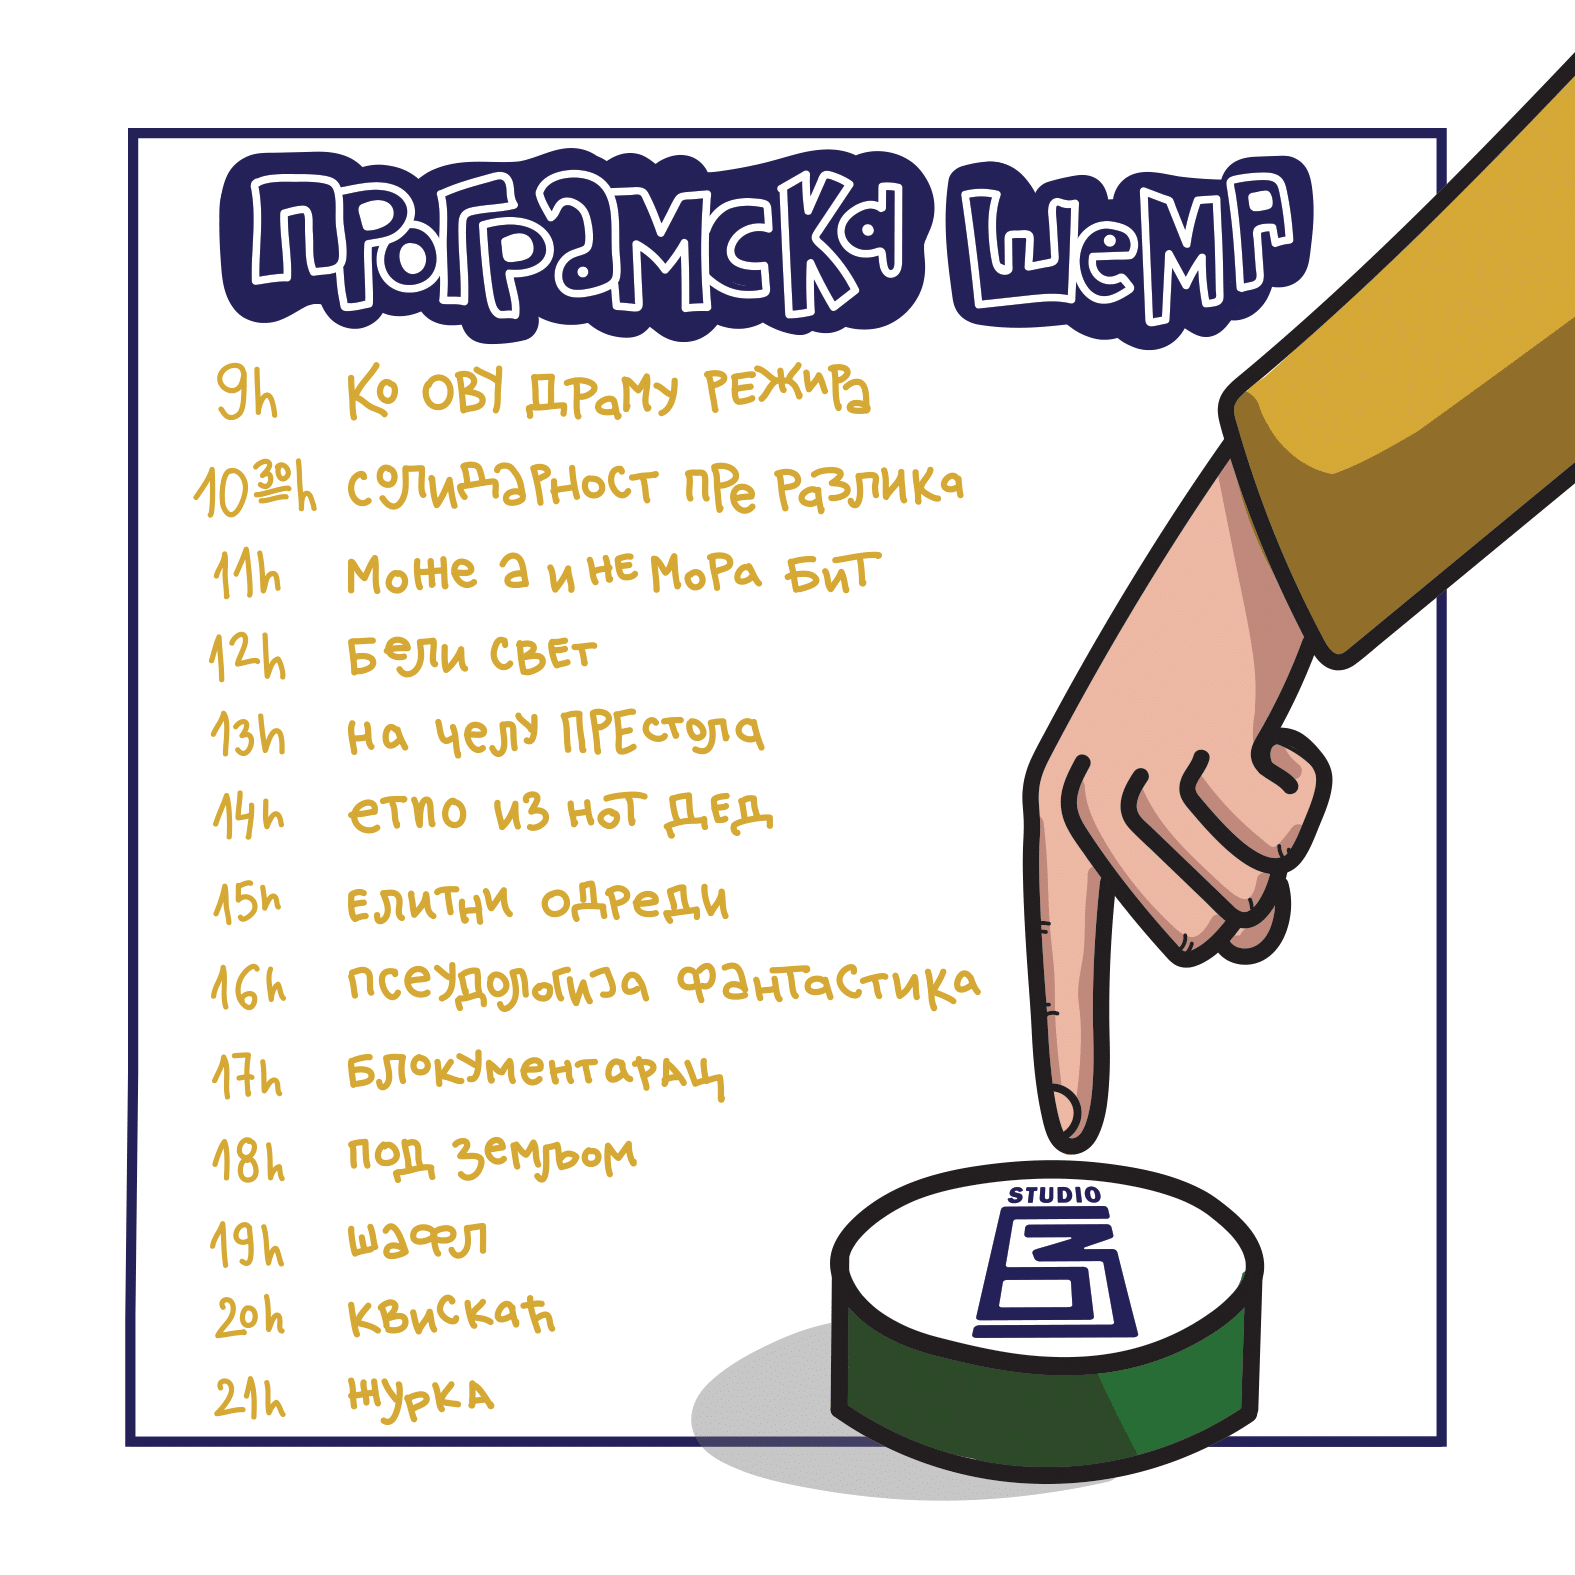 Програмска шема
9h Ко ову драму режира
10 30h солидарност пре разлика
11h може а и не мора бит
12h бели свет
13h на челу престола
14h етно из нот дед
15h елитни одреди
16h псеудологија фантастика
17h блокументарац
18h под земљом
19h шафл
20h квискаћ
21h журка
STUDIO